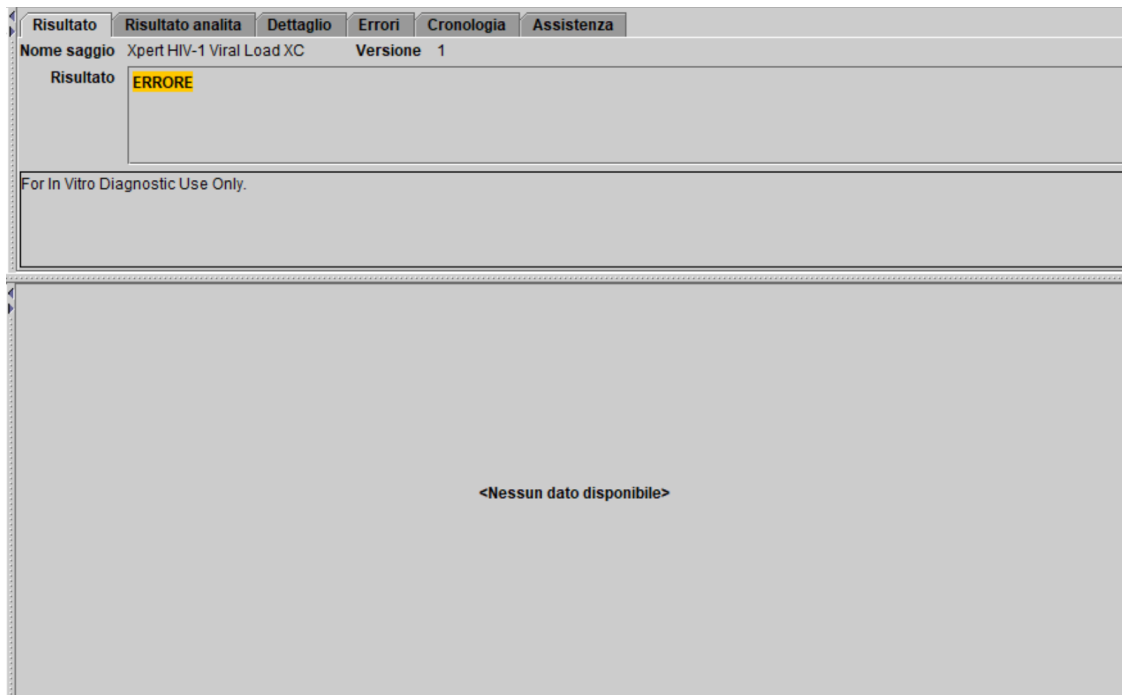 Risultato Risultato analita Dettaglio Errori Cronologia Assistenza
Nome saggio Xpert HIV-1 Viral Load XC Versione 1
Risultato ERRORE
For In Vitro Diagnostic Use Only.
<Nessun dato disponibile>